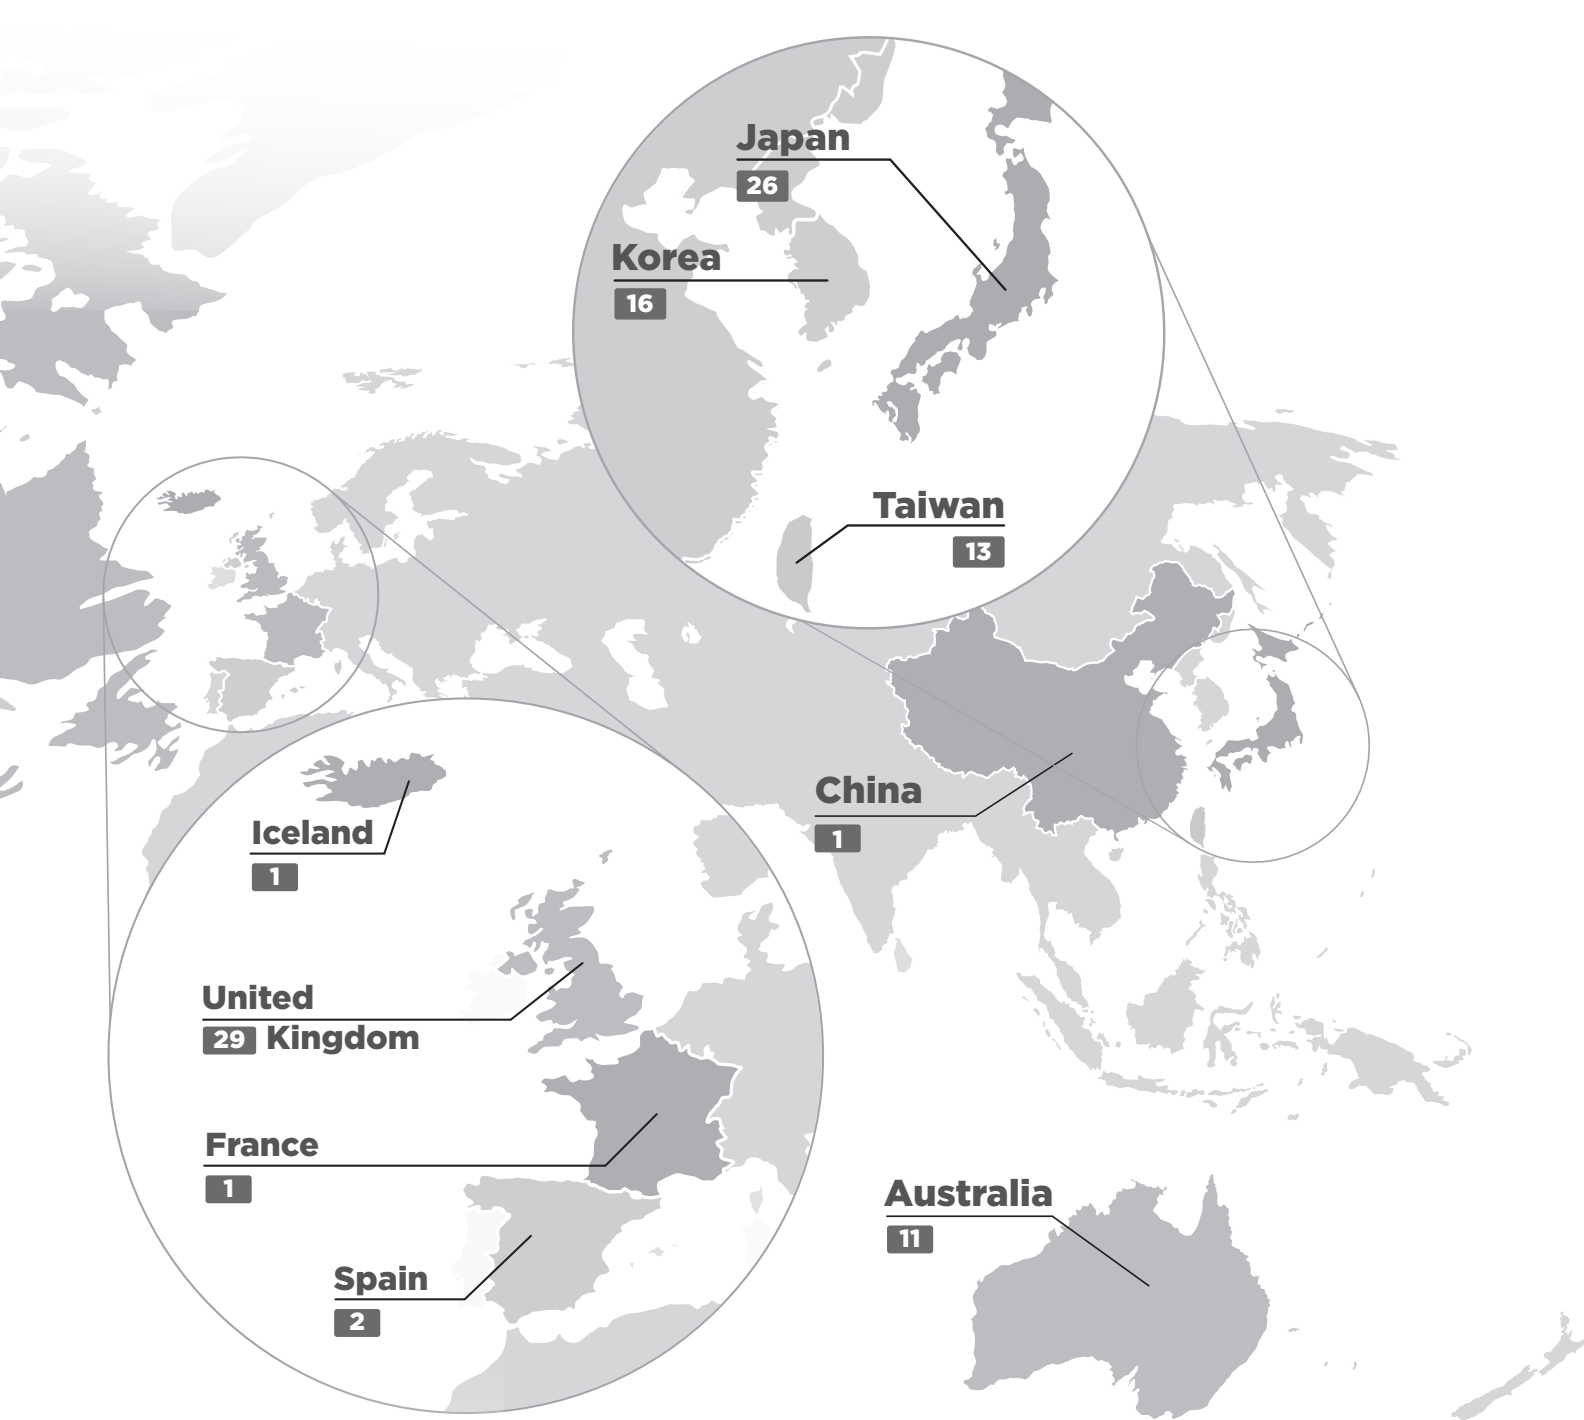 Japan
26
Korea
16
Taiwan
13
China
1
Iceland
1
United
29 Kingdom
France
1
Spain
2
Australia
11